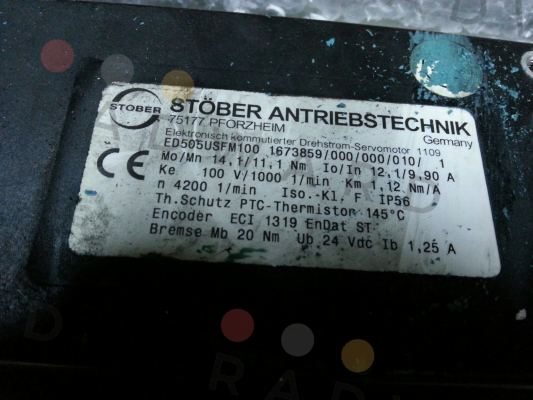 STÖBER
STÖBER ANTRIEBSTECHNIK
75177 PFORZHEIM Germany
Elektronisch kommutierter Drehstrom-Servomotor 1109
ED505USFM100 1673859/000/000/010/ 1
Mo/Mn 14,1/11,1 Nm Io/In 12,1/9,90 A
Ke 100 V/1000 1/min Km 1,12 Nm/A
n 4200 1/min Iso.-Kl. F IP56
Th.Schutz PTC-Thermiston 145°C
Encoder ECI 1319 EnDat ST
Bremse Mb 20 Nm Ub 24 Vdc Ib 1,25 A
CE